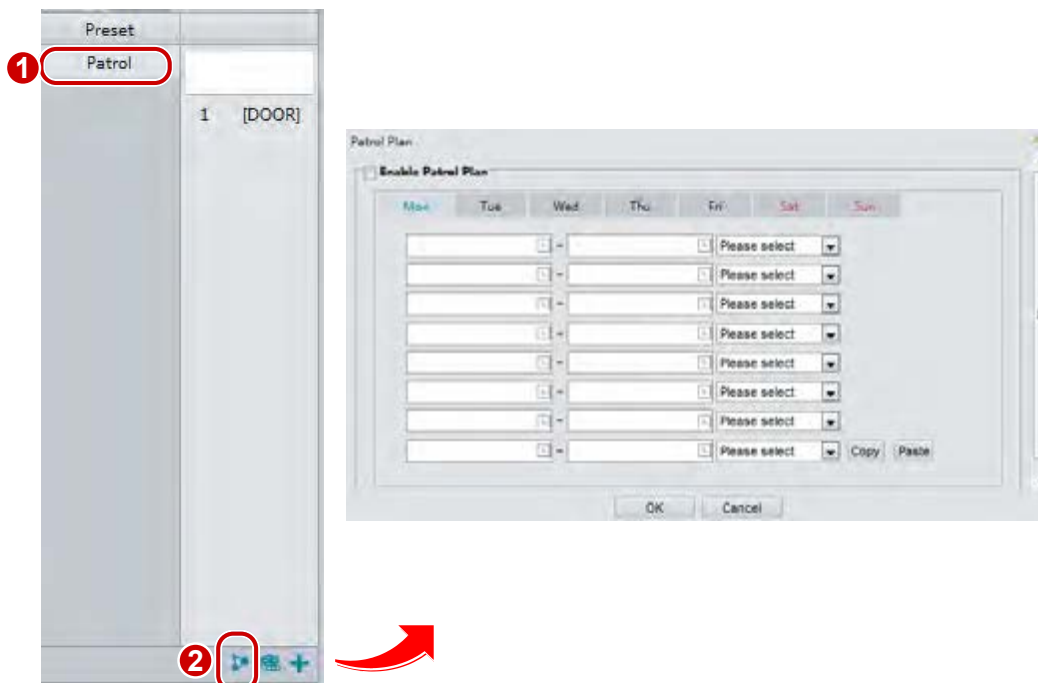 Preset
1 Patrol
1 [DOOR]
2
Patrol Plan
Enable Patrol Plan
Mon Tue Wed Thu Fri Sat Sun
- Please select
- Please select
- Please select
- Please select
- Please select
- Please select
- Please select
- Please select Copy Paste
OK Cancel